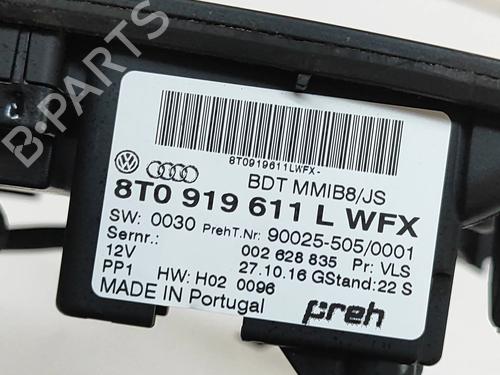 B-PARTS
8T0919611LWFX-
BDT MMIB8/JS
8T0 919 611 L WFX
SW: 0030 PrehT.Nr: 90025-505/0001
Sernr.: 002 628 835 Pr: VLS
12V 27.10.16 GStand: 22 S
PP1 HW: H02 0096
MADE IN Portugal
preh